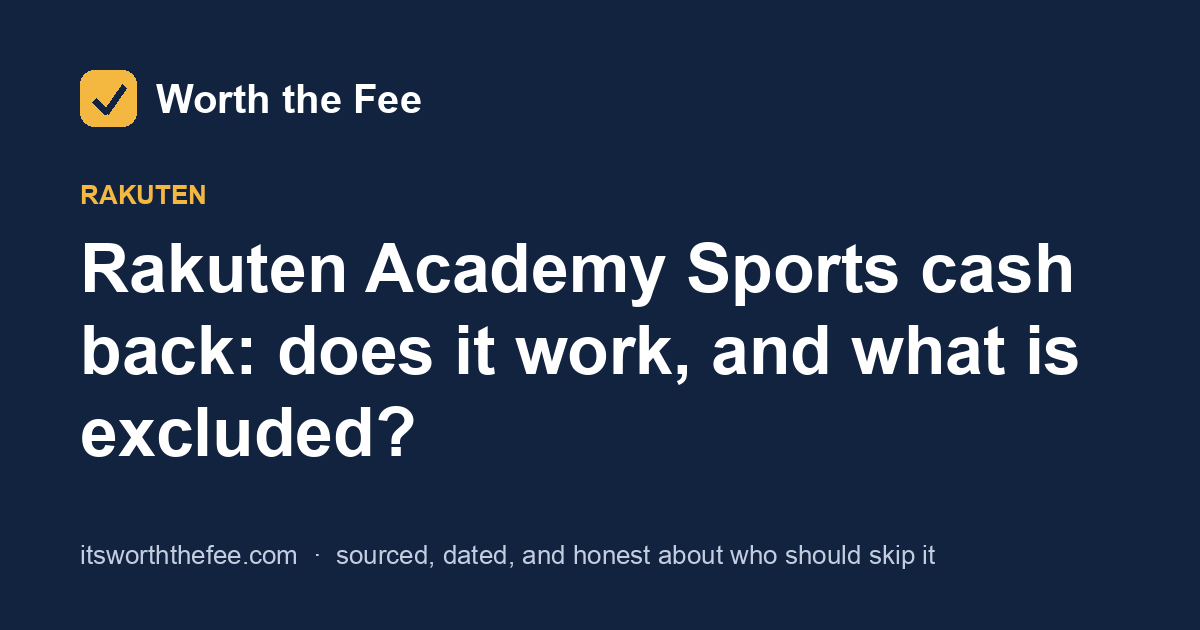 Worth the Fee
RAKUTEN
Rakuten Academy Sports cash
back: does it work, and what is
excluded?
itsworththefee.com · sourced, dated, and honest about who should skip it